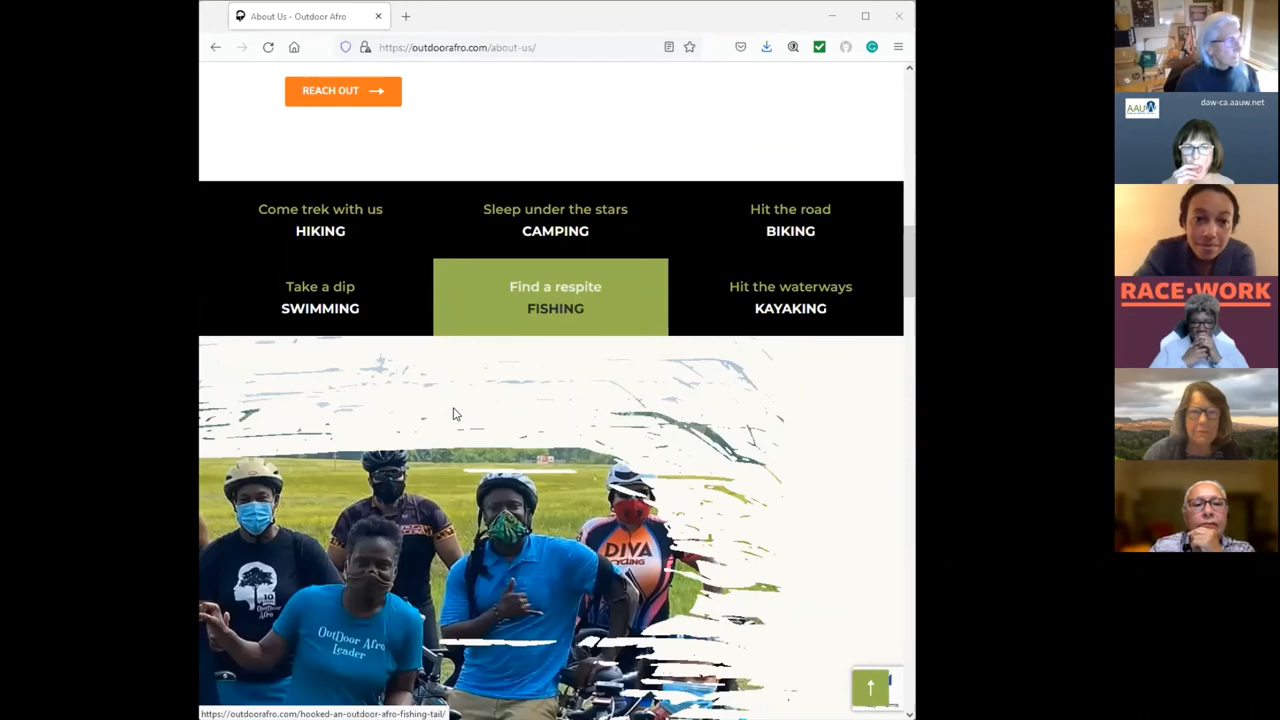 About Us - Outdoor Afro
https://outdoorafro.com/about-us/
REACH OUT
Come trek with us
HIKING
Sleep under the stars
CAMPING
Hit the road
BIKING
Take a dip
SWIMMING
Find a respite
FISHING
Hit the waterways
KAYAKING
10
OUTDOOR
AFRO
OUTDOOR AFRO
Leader
DIVA
CYCLING
https://outdoorafro.com/hooked-an-outdoor-afro-fishing-tail/
AAUW
daw-ca.aauw.net
RACE·WORK